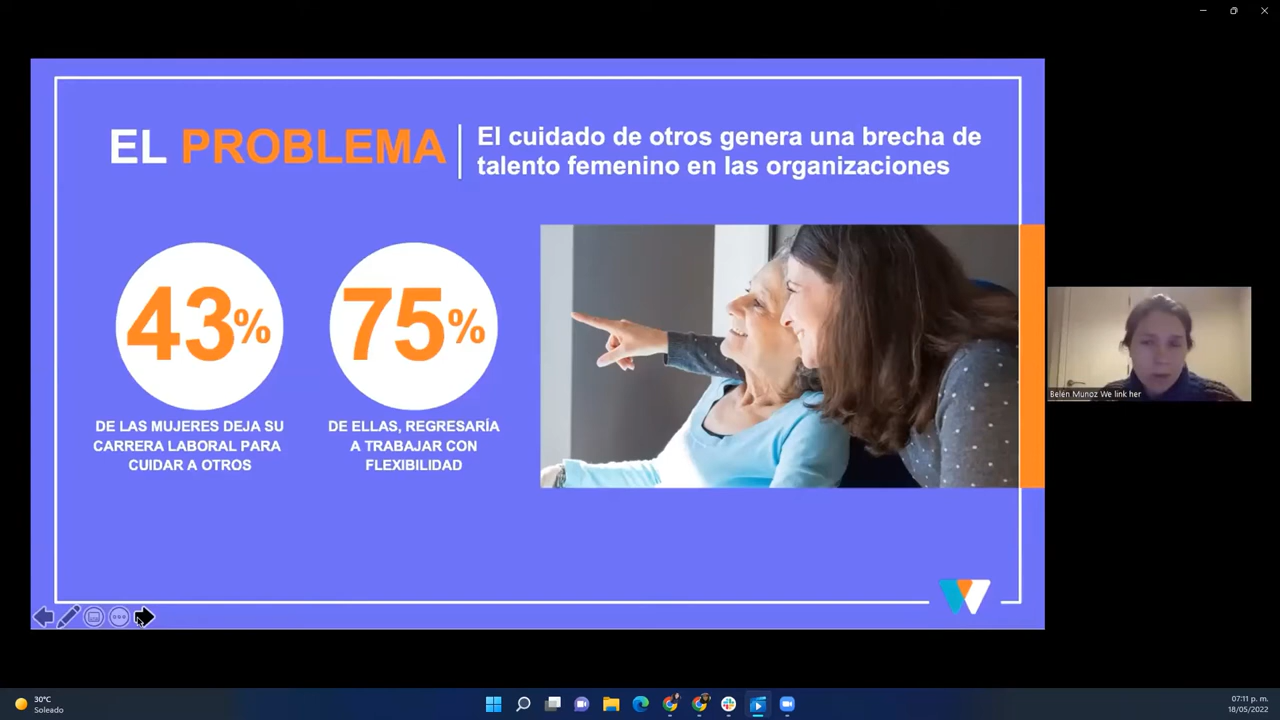 EL PROBLEMA
El cuidado de otros genera una brecha de
talento femenino en las organizaciones
43%
DE LAS MUJERES DEJA SU
CARRERA LABORAL PARA
CUIDAR A OTROS
75%
DE ELLAS, REGRESARÍA
A TRABAJAR CON
FLEXIBILIDAD
Belén Munoz We link her
30°C
Soleado
07:11 p. m.
18/05/2022